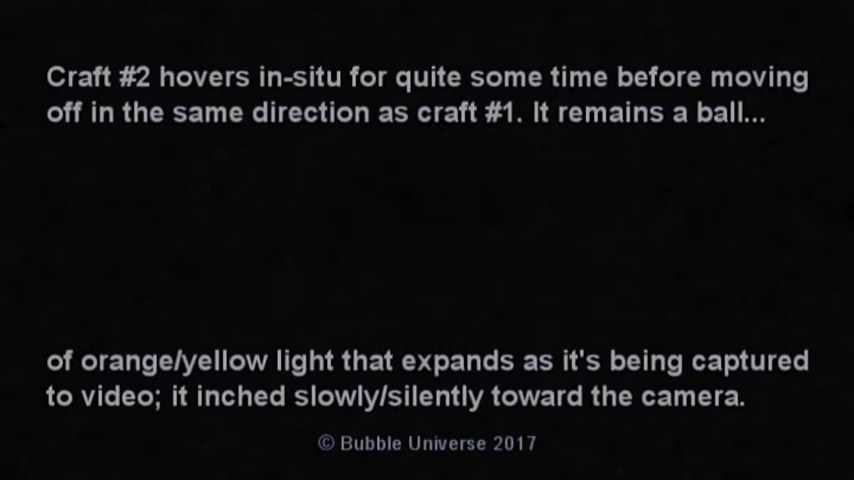 Craft #2 hovers in-situ for quite some time before moving
off in the same direction as craft #1. It remains a ball...
of orange/yellow light that expands as it's being captured
to video; it inched slowly/silently toward the camera.
© Bubble Universe 2017